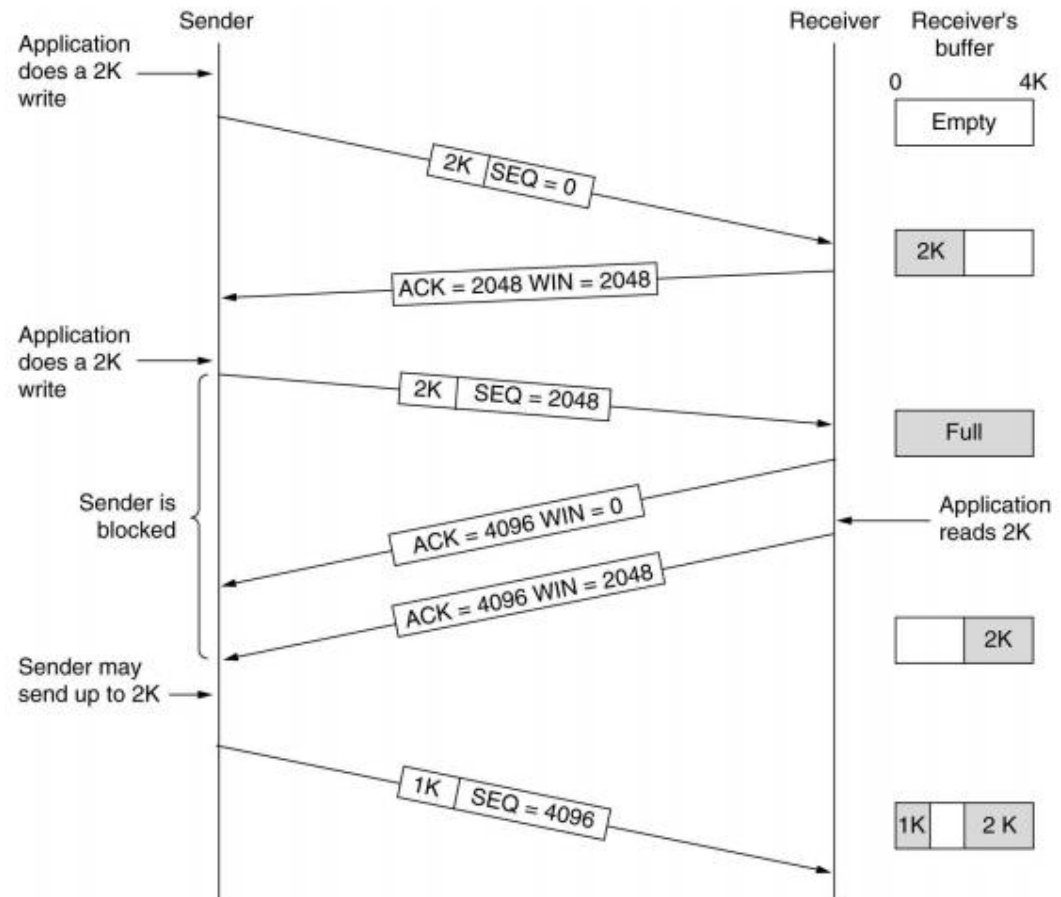 Sender
Receiver
Receiver's
buffer
Application
does a 2K
write
0
4K
Empty
2K
SEQ = 0
2K
ACK = 2048 WIN = 2048
Application
does a 2K
write
2K
SEQ = 2048
Full
Sender is
blocked
ACK = 4096 WIN = 0
Application
reads 2K
ACK = 4096 WIN = 2048
2K
Sender may
send up to 2K
1K
SEQ = 4096
1K
2 K